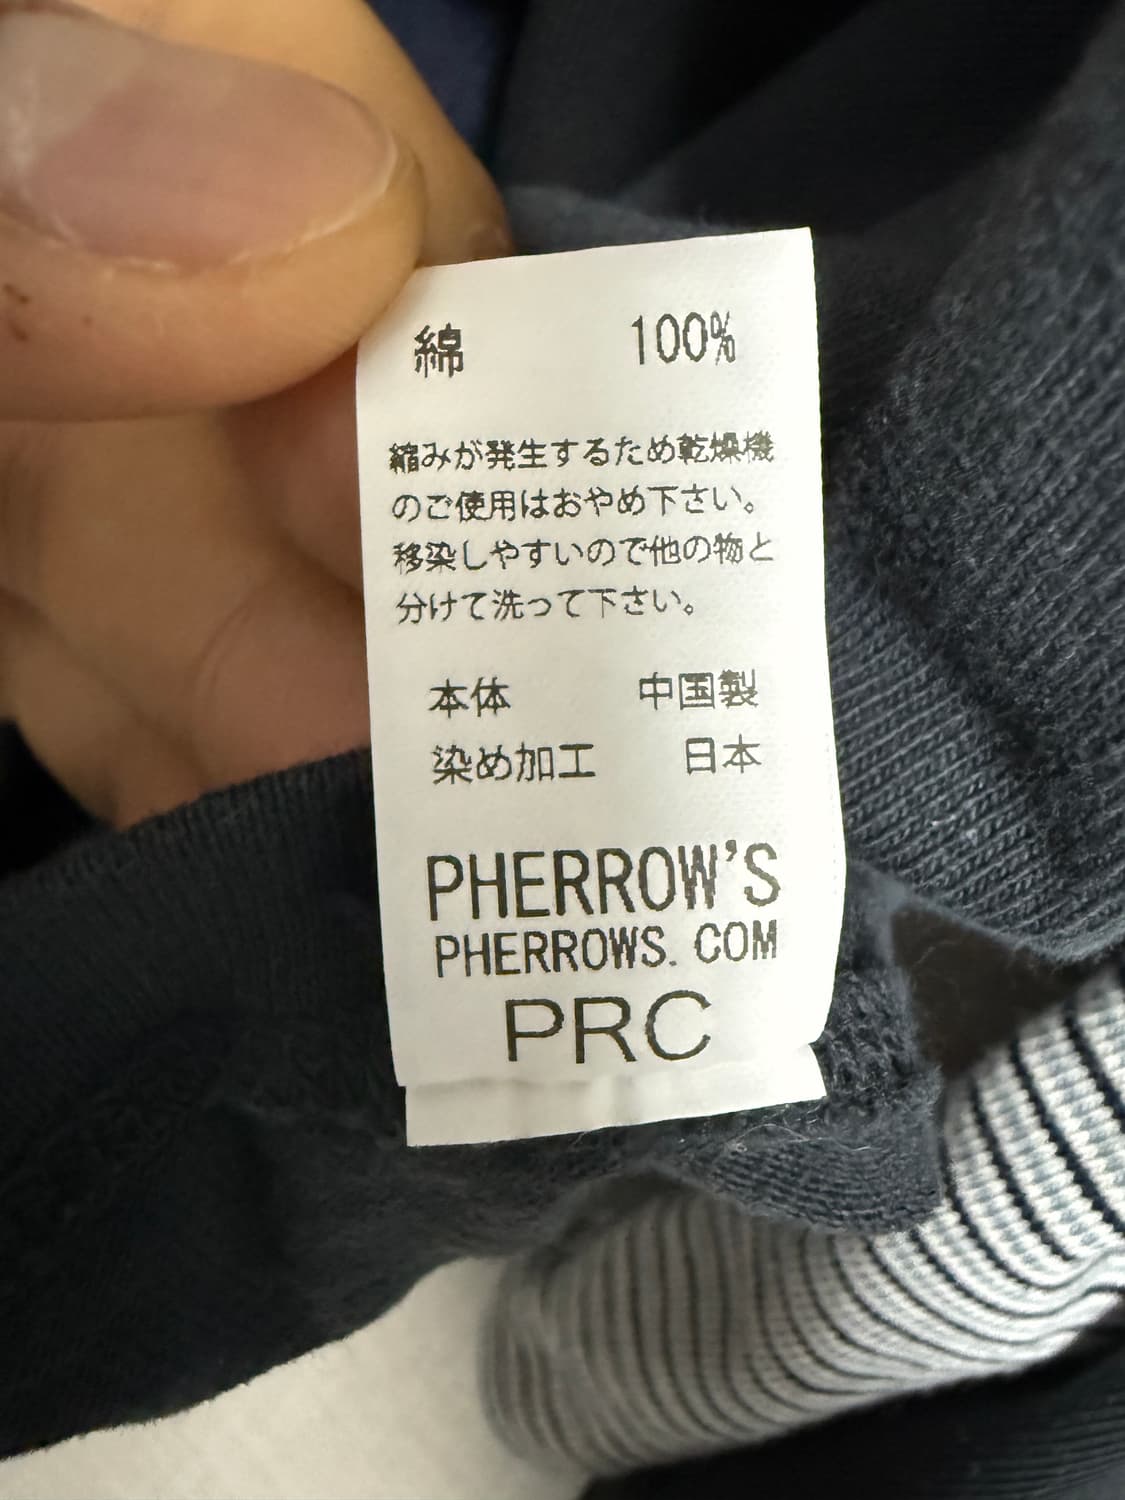 綿 100%
縮みが発生するため乾燥機
のご使用はおやめ下さい。
移染しやすいので他の物と
分けて洗って下さい。
本体 中国製
染め加工 日本
PHERROW'S
PHERROWS. COM
PRC